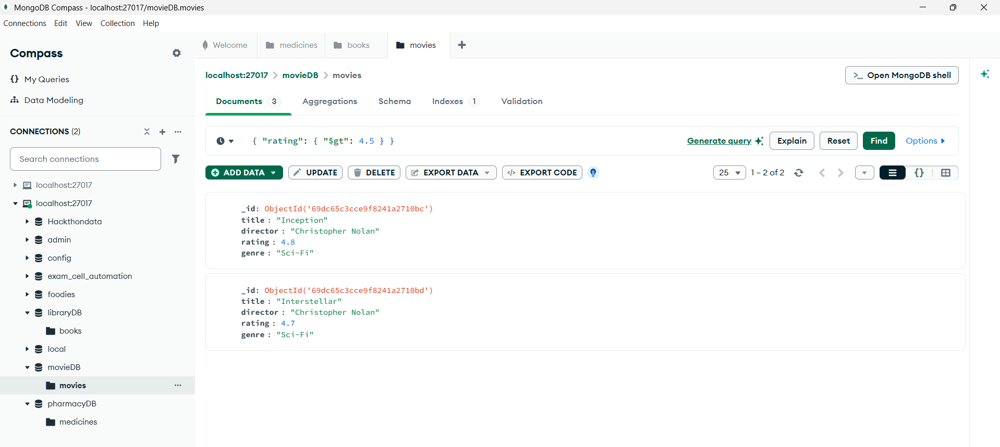 MongoDB Compass - localhost:27017/movieDB.movies
Connections Edit View Collection Help
Compass
My Queries
Data Modeling
CONNECTIONS (2)
Search connections
localhost:27017
localhost:27017
Hackthondata
admin
config
exam_cell_automation
foodies
libraryDB
books
local
movieDB
movies
pharmacyDB
medicines
Welcome medicines books movies
localhost:27017 movieDB movies
>_ Open MongoDB shell
Documents 3 Aggregations Schema Indexes 1 Validation
{ "rating": { "$gt": 4.5 } }
Generate query Explain Reset Find Options
ADD DATA UPDATE DELETE EXPORT DATA EXPORT CODE
25 1 – 2 of 2
_id: ObjectId('69dc65c3cce9f8241a2710bc')
title : "Inception"
director : "Christopher Nolan"
rating : 4.8
genre : "Sci-Fi"
_id: ObjectId('69dc65c3cce9f8241a2710bd')
title : "Interstellar"
director : "Christopher Nolan"
rating : 4.7
genre : "Sci-Fi"